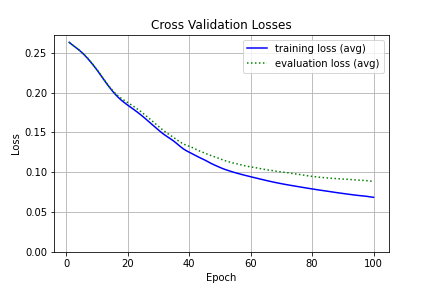 Cross Validation Losses
training loss (avg)
evaluation loss (avg)
0.25
0.20
0.15
0.10
0.05
0.00
Loss
0 20 40 60 80 100
Epoch